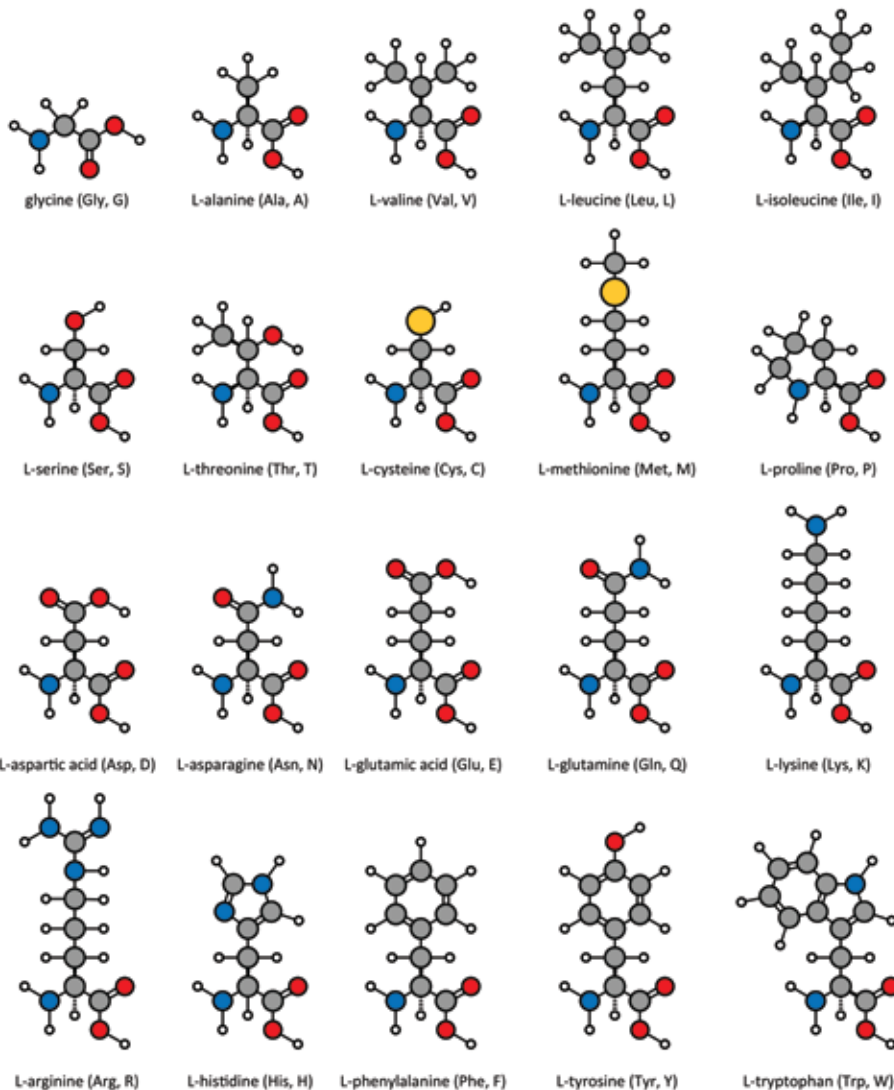 glycine (Gly, G)
L-alanine (Ala, A)
L-valine (Val, V)
L-leucine (Leu, L)
L-isoleucine (Ile, I)
L-serine (Ser, S)
L-threonine (Thr, T)
L-cysteine (Cys, C)
L-methionine (Met, M)
L-proline (Pro, P)
L-aspartic acid (Asp, D)
L-asparagine (Asn, N)
L-glutamic acid (Glu, E)
L-glutamine (Gln, Q)
L-lysine (Lys, K)
L-arginine (Arg, R)
L-histidine (His, H)
L-phenylalanine (Phe, F)
L-tyrosine (Tyr, Y)
L-tryptophan (Trp, W)